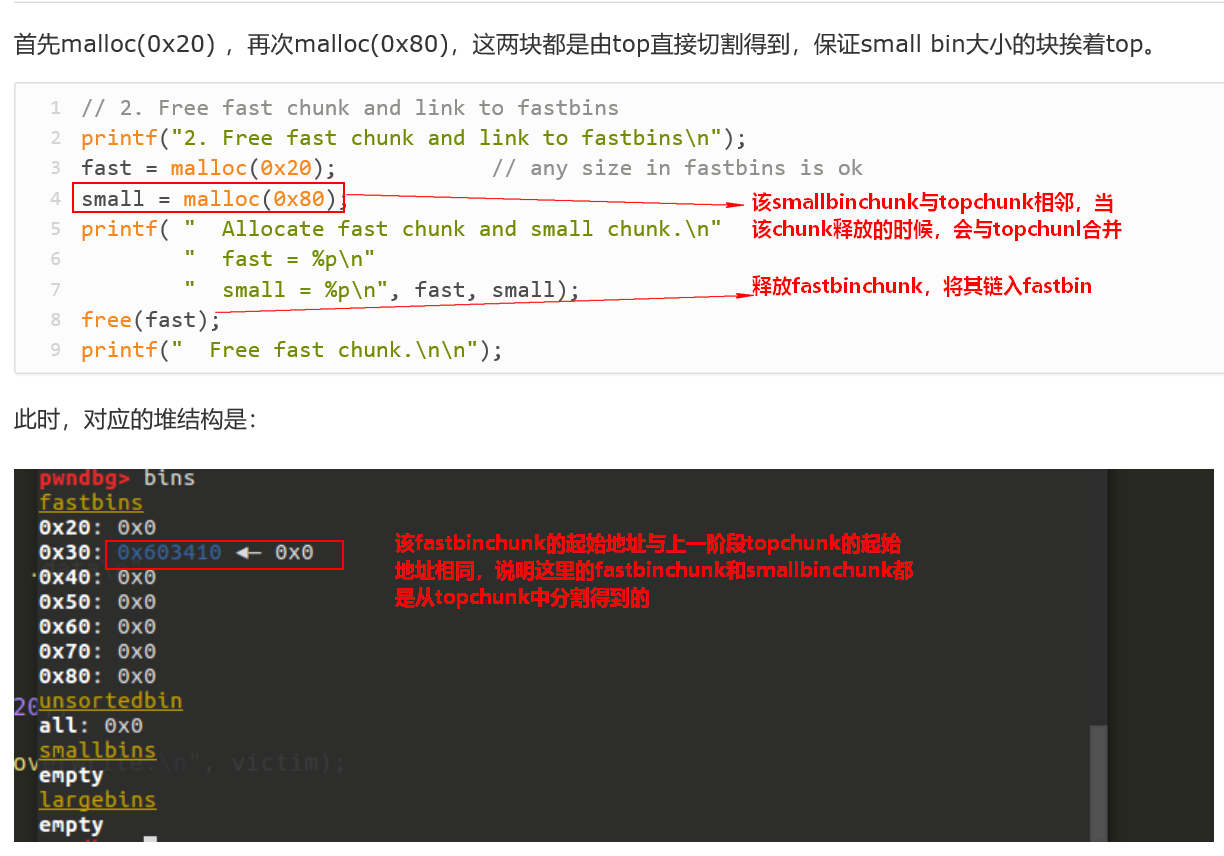 首先malloc(0x20) ，再次malloc(0x80)，这两块都是由top直接切割得到，保证small bin大小的块挨着top。
1 // 2. Free fast chunk and link to fastbins
2 printf("2. Free fast chunk and link to fastbins\n");
3 fast = malloc(0x20); // any size in fastbins is ok
4 small = malloc(0x80);
5 printf( " Allocate fast chunk and small chunk.\n"
6 " fast = %p\n"
7 " small = %p\n", fast, small);
8 free(fast);
9 printf(" Free fast chunk.\n\n");
该smallbinchunk与topchunk相邻，当
该chunk释放的时候，会与topchunl合并
释放fastbinchunk，将其链入fastbin
此时，对应的堆结构是：
pwndbg> bins
fastbins
0x20: 0x0
0x30: 0x603410 ◂— 0x0
0x40: 0x0
0x50: 0x0
0x60: 0x0
0x70: 0x0
0x80: 0x0
unsortedbin
all: 0x0
smallbins
empty
largebins
empty
该fastbinchunk的起始地址与上一阶段topchunk的起始
地址相同，说明这里的fastbinchunk和smallbinchunk都
是从topchunk中分割得到的
20
ov
\n", victim);